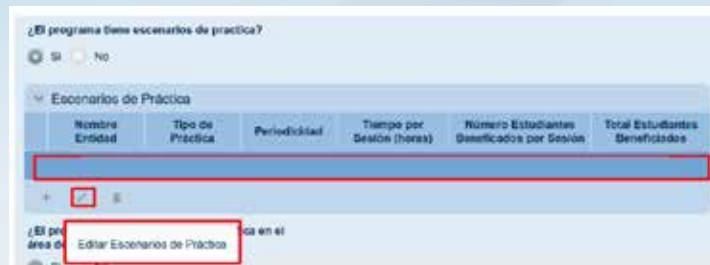 ¿El programa tiene escenarios de practica?
Si No
Escenarios de Práctica
Nombre Entidad Tipo de Práctica Periodicidad Tiempo por Sesión (horas) Número Estudiantes Beneficados por Sesión Total Estudiantes Beneficiados
¿El pro
ca en el
área de
Editar Escenarios de Práctica